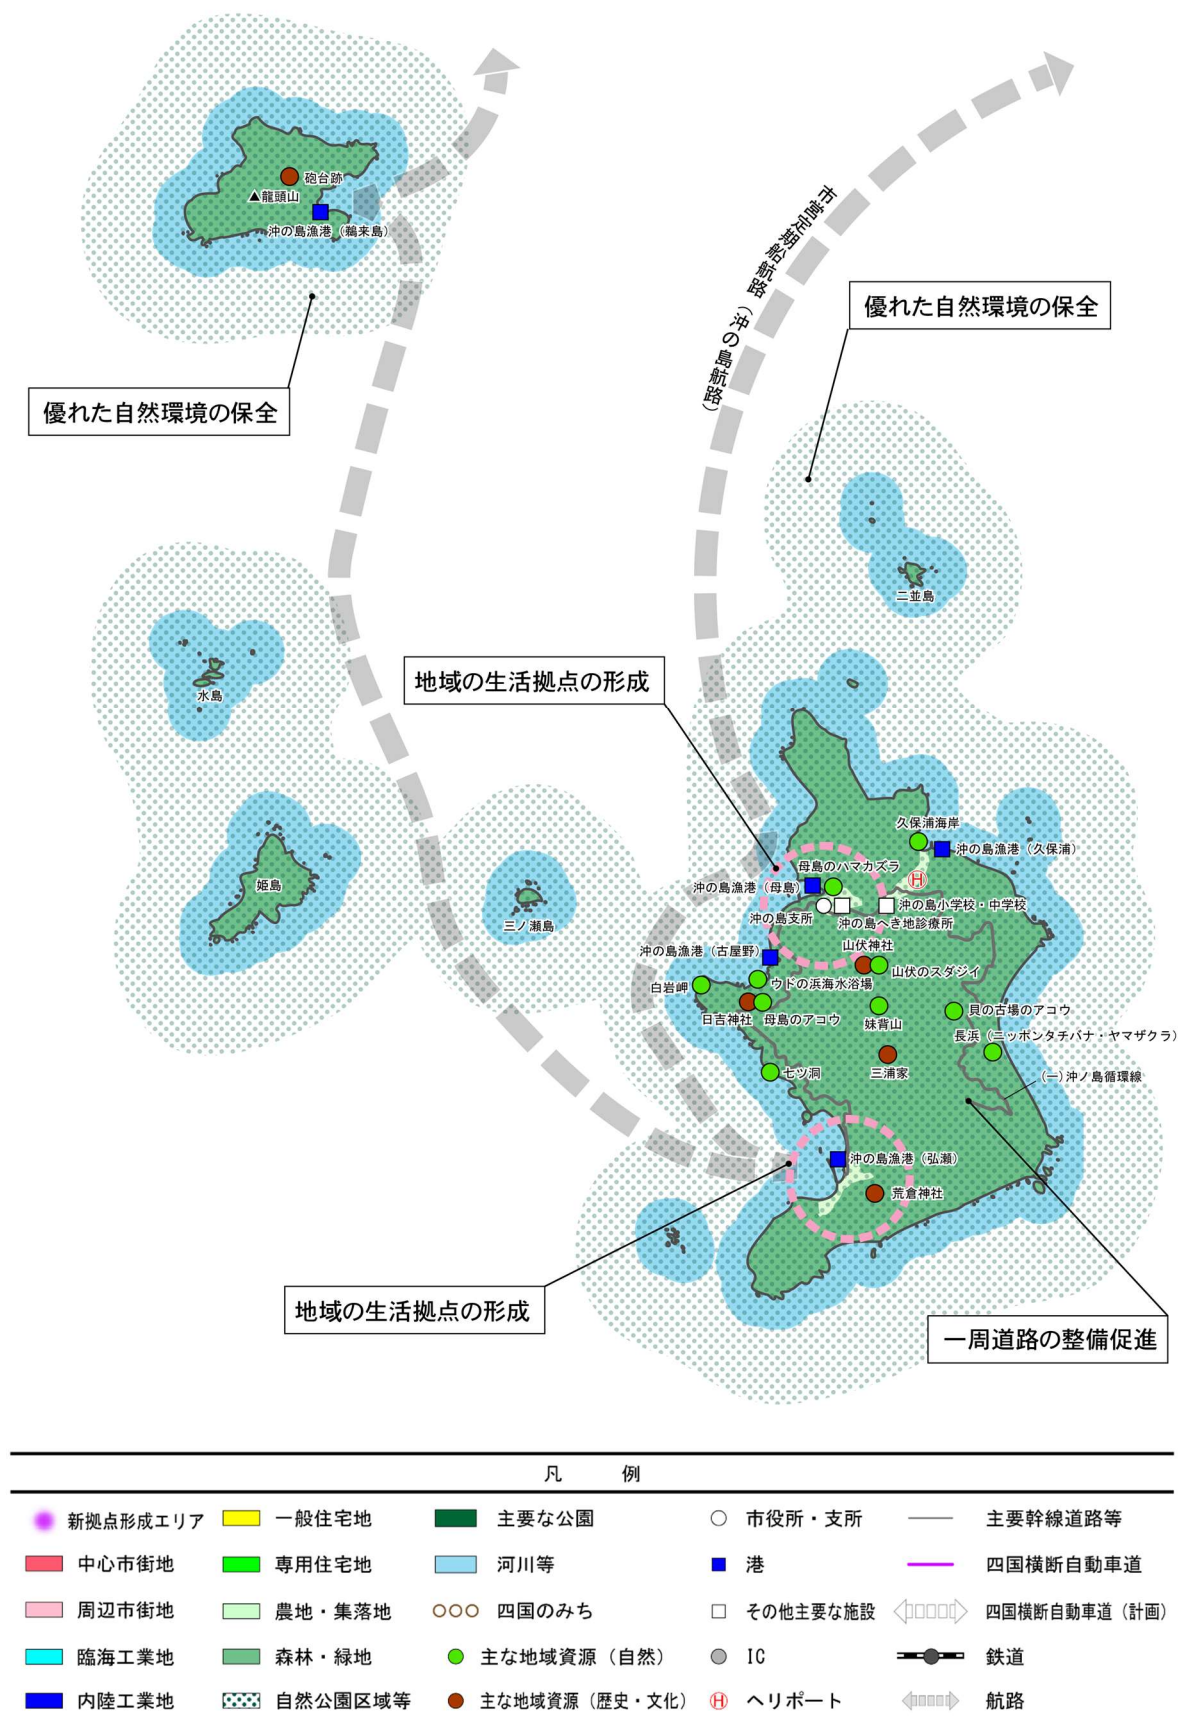 砲台跡
▲龍頭山
沖の島漁港（鵜来島）
市営定期船航路（沖の島航路）
優れた自然環境の保全
優れた自然環境の保全
二並島
水島
地域の生活拠点の形成
久保浦海岸
沖の島漁港（久保浦）
母島のハマカズラ
H
沖の島漁港（母島）
沖の島小学校・中学校
沖の島支所
沖の島へき地診療所
姫島
三ノ瀬島
沖の島漁港（古屋野）
山伏神社
山伏のスダジイ
白岩岬
ウドの浜海水浴場
日吉神社
母島のアコウ
妹背山
貝の古場のアコウ
長浜（ニッポンタチバナ・ヤマザクラ）
七ツ洞
三浦家
(一)沖ノ島循環線
沖の島漁港（弘瀬）
荒倉神社
地域の生活拠点の形成
一周道路の整備促進
凡 例
新拠点形成エリア 一般住宅地 主要な公園 市役所・支所 主要幹線道路等
中心市街地 専用住宅地 河川等 港 四国横断自動車道
周辺市街地 農地・集落地 四国のみち その他主要な施設 四国横断自動車道（計画）
臨海工業地 森林・緑地 主な地域資源（自然） IC 鉄道
内陸工業地 自然公園区域等 主な地域資源（歴史・文化） H ヘリポート 航路